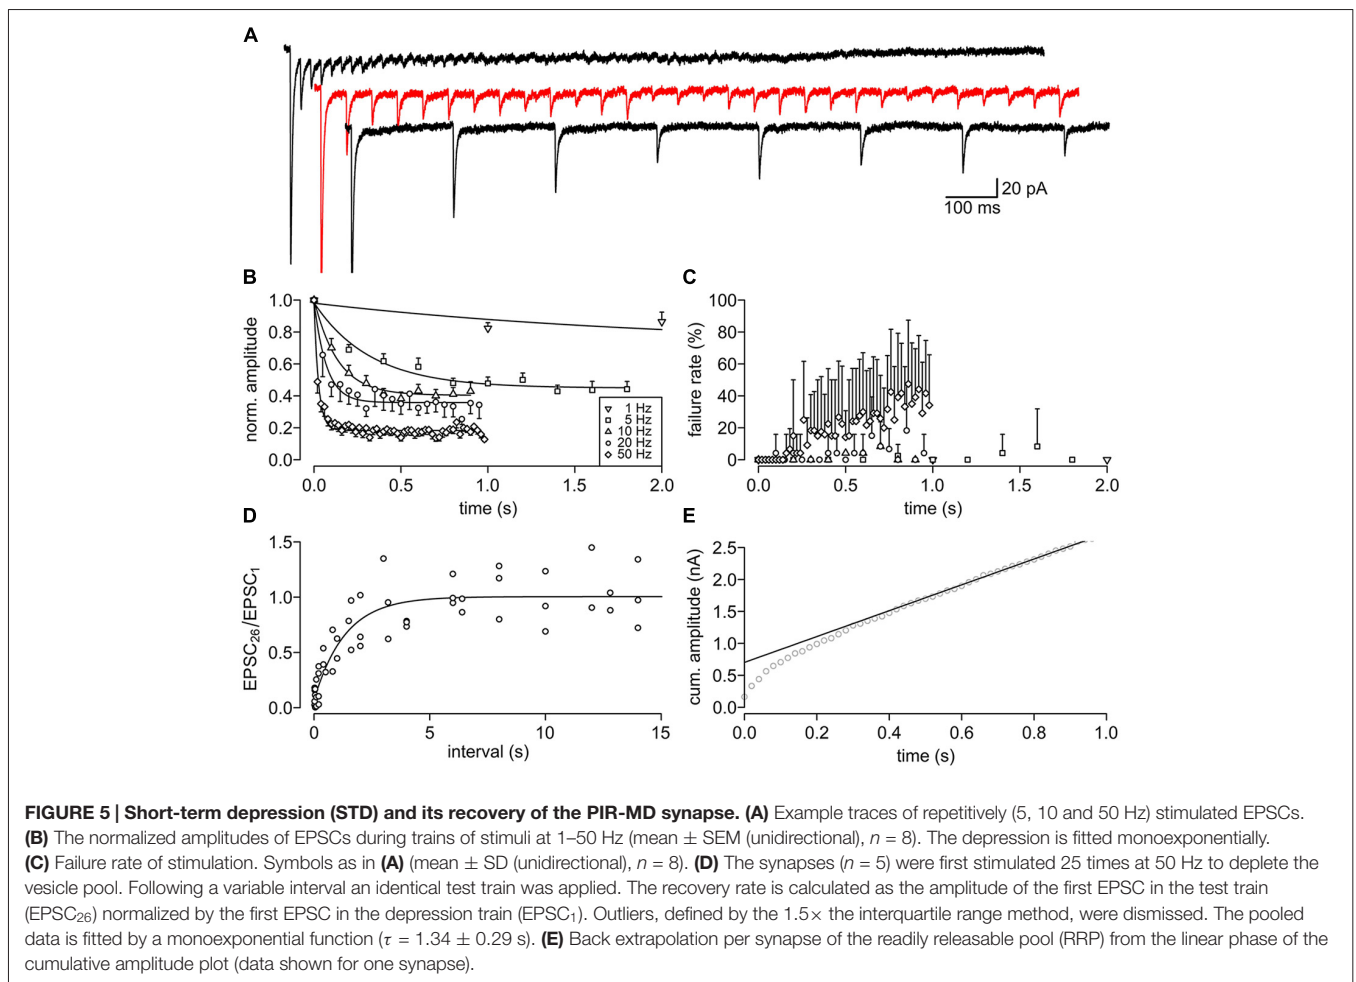 A
20 pA
100 ms
B
norm. amplitude
1.0
0.8
0.6
0.4
0.2
0.0
1 Hz
5 Hz
10 Hz
20 Hz
50 Hz
0.0 0.5 1.0 1.5 2.0
time (s)
C
failure rate (%)
100
80
60
40
20
0
0.0 0.5 1.0 1.5 2.0
time (s)
D
EPSC26/EPSC1
1.5
1.0
0.5
0.0
0 5 10 15
interval (s)
E
cum. amplitude (nA)
2.5
2.0
1.5
1.0
0.5
0.0
0.0 0.2 0.4 0.6 0.8 1.0
time (s)
FIGURE 5 | Short-term depression (STD) and its recovery of the PIR-MD synapse. (A) Example traces of repetitively (5, 10 and 50 Hz) stimulated EPSCs.
(B) The normalized amplitudes of EPSCs during trains of stimuli at 1–50 Hz (mean ± SEM (unidirectional), n = 8). The depression is fitted monoexponentially.
(C) Failure rate of stimulation. Symbols as in (A) (mean ± SD (unidirectional), n = 8). (D) The synapses (n = 5) were first stimulated 25 times at 50 Hz to deplete the
vesicle pool. Following a variable interval an identical test train was applied. The recovery rate is calculated as the amplitude of the first EPSC in the test train
(EPSC26) normalized by the first EPSC in the depression train (EPSC1). Outliers, defined by the 1.5× the interquartile range method, were dismissed. The pooled
data is fitted by a monoexponential function (τ = 1.34 ± 0.29 s). (E) Back extrapolation per synapse of the readily releasable pool (RRP) from the linear phase of the
cumulative amplitude plot (data shown for one synapse).